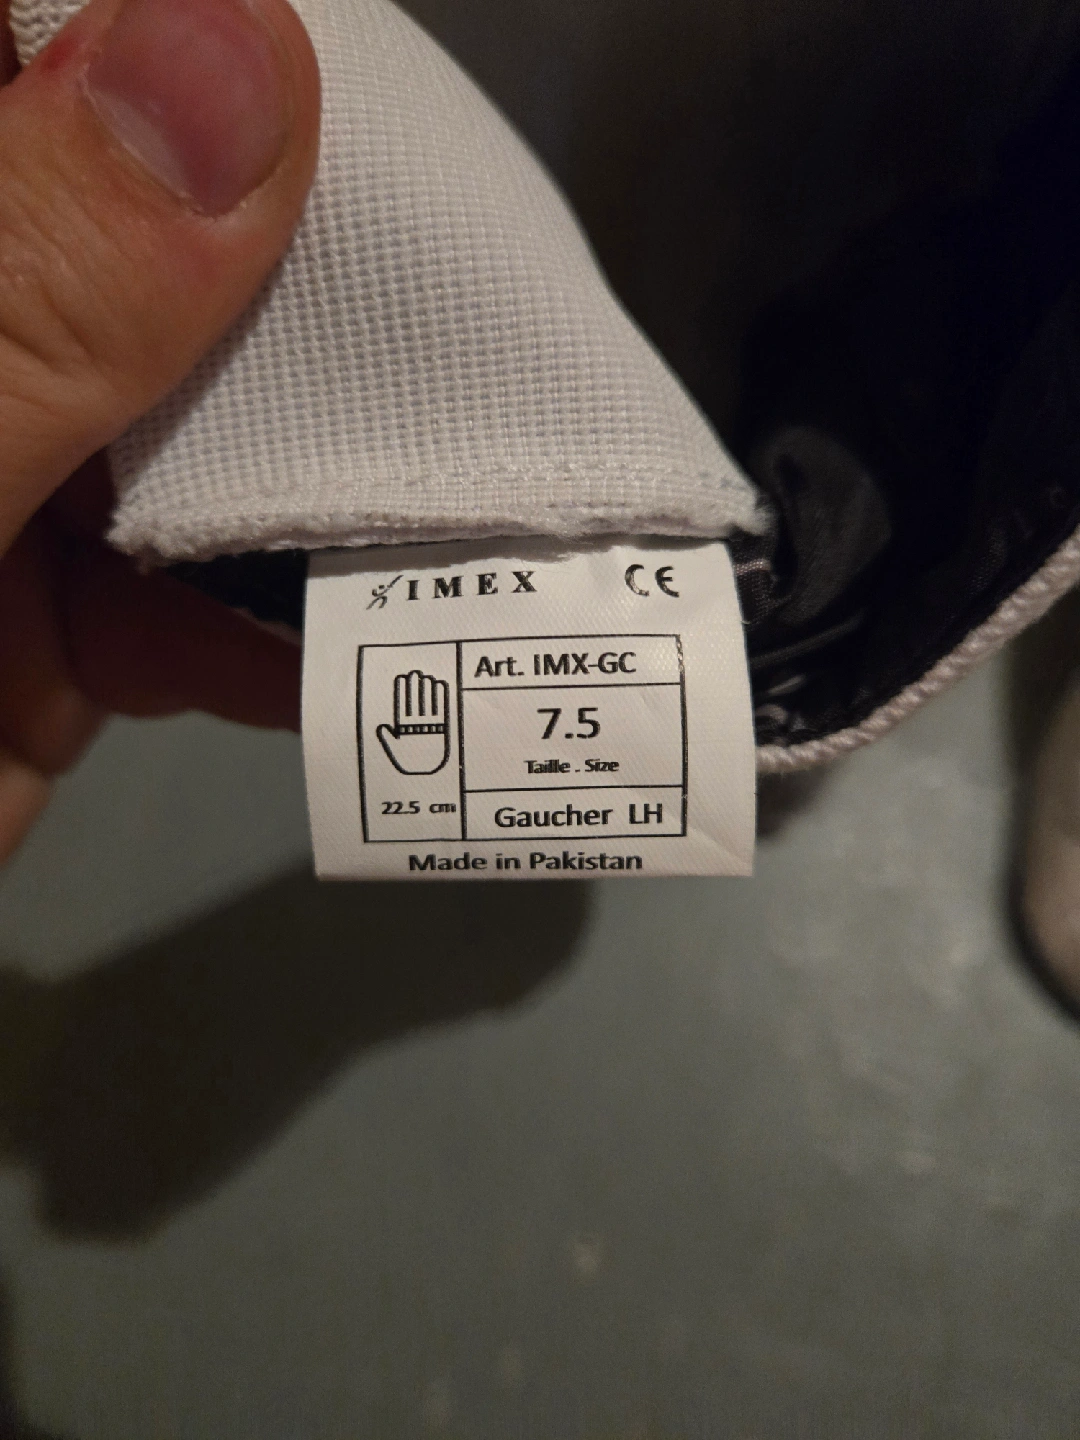 IMEX CE
Art. IMX-GC
7.5
Taille . Size
22.5 cm
Gaucher LH
Made in Pakistan